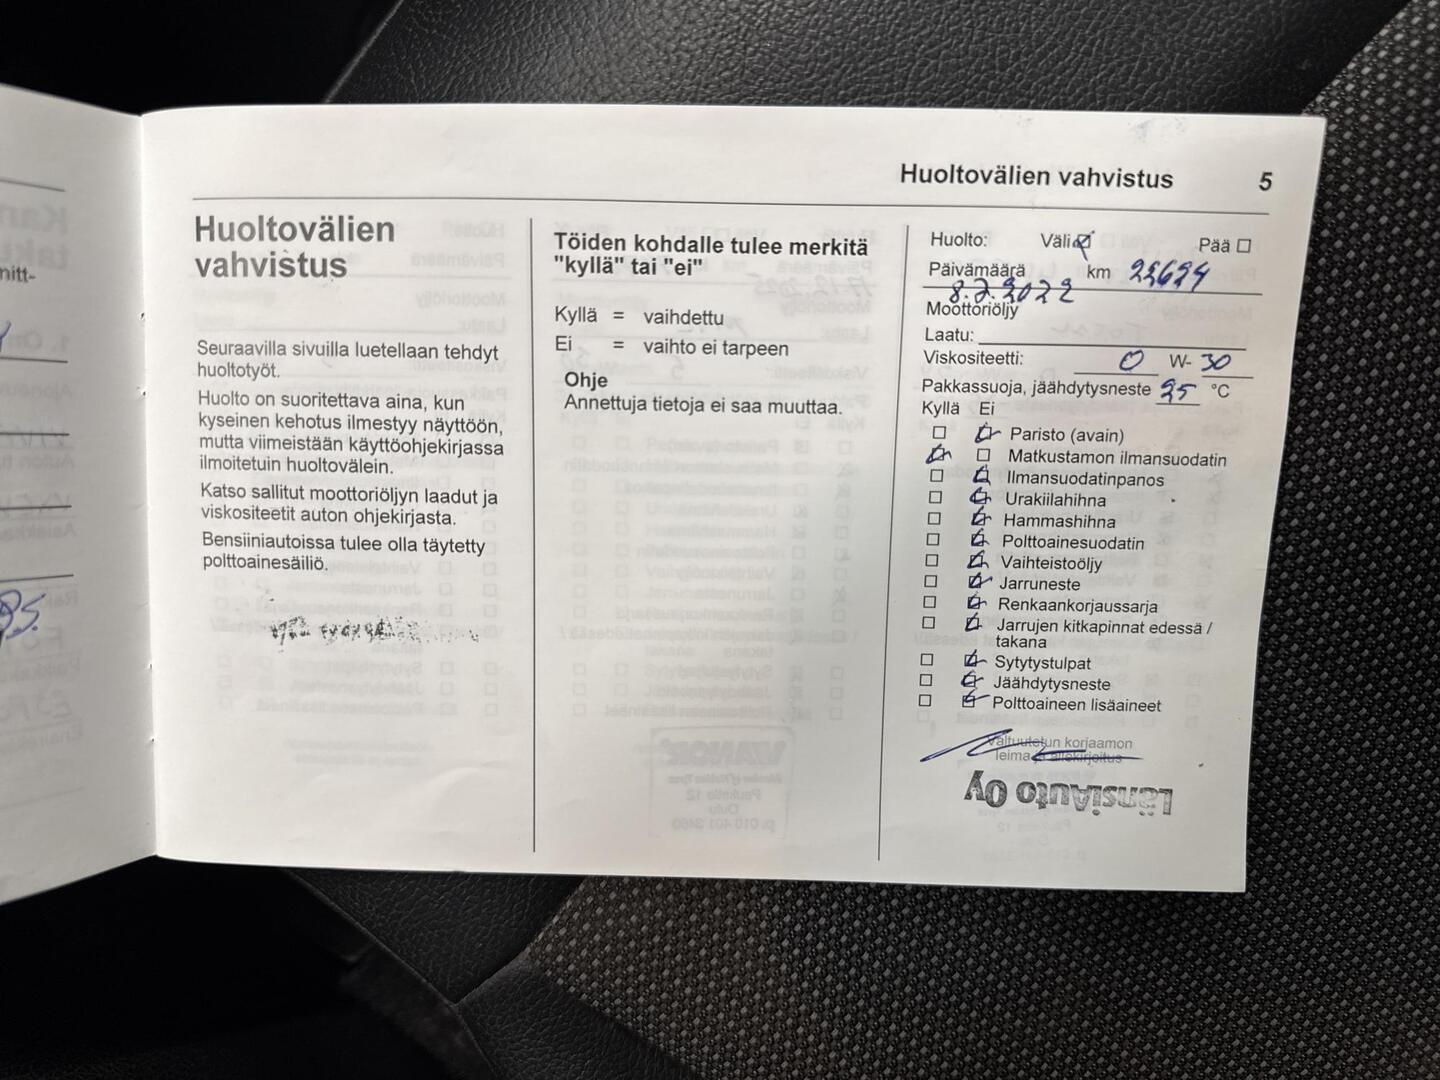 Huoltovälien vahvistus 5
Huoltovälien
vahvistus
Seuraavilla sivuilla luetellaan tehdyt
huoltotyöt.
Huolto on suoritettava aina, kun
kyseinen kehotus ilmestyy näyttöön,
mutta viimeistään käyttöohjekirjassa
ilmoitetuin huoltovälein.
Katso sallitut moottoriöljyn laadut ja
viskositeetit auton ohjekirjasta.
Bensiiniautoissa tulee olla täytetty
polttoainesäiliö.
Töiden kohdalle tulee merkitä
"kyllä" tai "ei"
Kyllä = vaihdettu
Ei = vaihto ei tarpeen
Ohje
Annettuja tietoja ei saa muuttaa.
Huolto: Väli Pää
Päivämäärä km 22624
8.2.2022
Moottoriöljy
Laatu:
Viskositeetti: 0 W- 30
Pakkassuoja, jäähdytysneste 35 °C
Kyllä Ei
Paristo (avain)
Matkustamon ilmansuodatin
Ilmansuodatinpanos
Urakiilahihna
Hammashihna
Polttoainesuodatin
Vaihteistoöljy
Jarruneste
Renkaankorjaussarja
Jarrujen kitkapinnat edessä /
takana
Sytytystulpat
Jäähdytysneste
Polttoaineen lisäaineet
Valtuutetun korjaamon
leima ja allekirjoitus
LänsiAuto Oy
nitt-